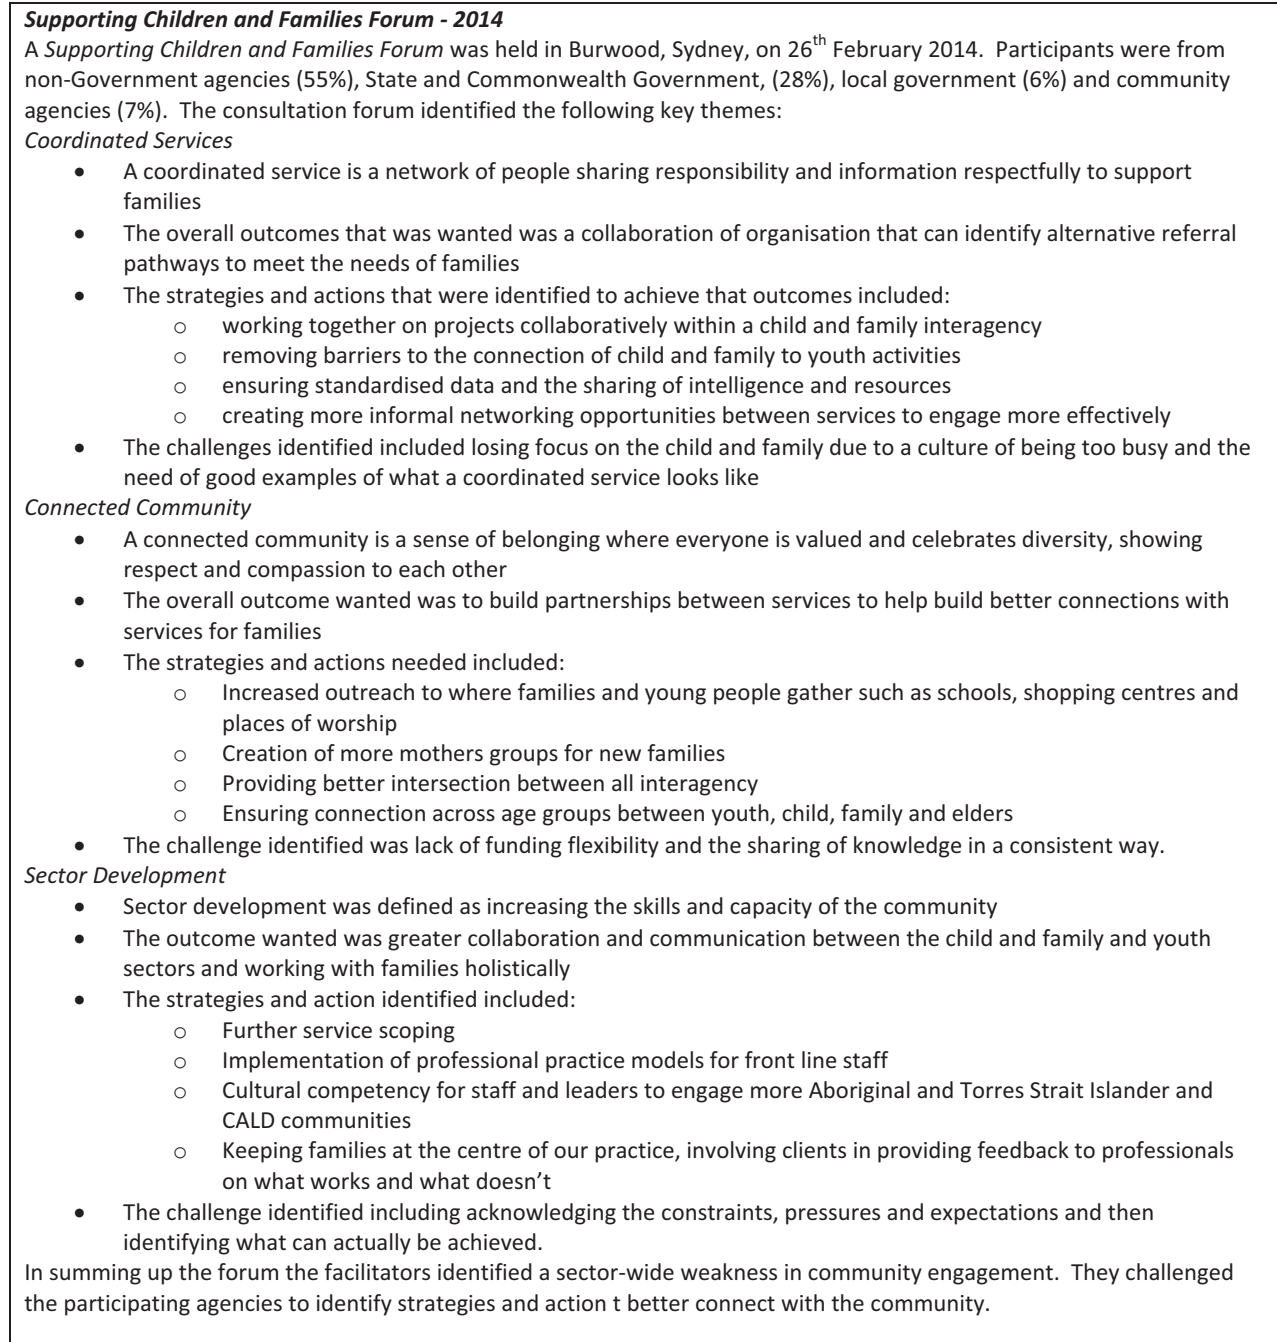 Supporting Children and Families Forum - 2014
A Supporting Children and Families Forum was held in Burwood, Sydney, on 26th February 2014. Participants were from
non-Government agencies (55%), State and Commonwealth Government, (28%), local government (6%) and community
agencies (7%). The consultation forum identified the following key themes:
Coordinated Services
• A coordinated service is a network of people sharing responsibility and information respectfully to support
families
• The overall outcomes that was wanted was a collaboration of organisation that can identify alternative referral
pathways to meet the needs of families
• The strategies and actions that were identified to achieve that outcomes included:
o working together on projects collaboratively within a child and family interagency
o removing barriers to the connection of child and family to youth activities
o ensuring standardised data and the sharing of intelligence and resources
o creating more informal networking opportunities between services to engage more effectively
• The challenges identified included losing focus on the child and family due to a culture of being too busy and the
need of good examples of what a coordinated service looks like
Connected Community
• A connected community is a sense of belonging where everyone is valued and celebrates diversity, showing
respect and compassion to each other
• The overall outcome wanted was to build partnerships between services to help build better connections with
services for families
• The strategies and actions needed included:
o Increased outreach to where families and young people gather such as schools, shopping centres and
places of worship
o Creation of more mothers groups for new families
o Providing better intersection between all interagency
o Ensuring connection across age groups between youth, child, family and elders
• The challenge identified was lack of funding flexibility and the sharing of knowledge in a consistent way.
Sector Development
• Sector development was defined as increasing the skills and capacity of the community
• The outcome wanted was greater collaboration and communication between the child and family and youth
sectors and working with families holistically
• The strategies and action identified included:
o Further service scoping
o Implementation of professional practice models for front line staff
o Cultural competency for staff and leaders to engage more Aboriginal and Torres Strait Islander and
CALD communities
o Keeping families at the centre of our practice, involving clients in providing feedback to professionals
on what works and what doesn’t
• The challenge identified including acknowledging the constraints, pressures and expectations and then
identifying what can actually be achieved.
In summing up the forum the facilitators identified a sector-wide weakness in community engagement. They challenged
the participating agencies to identify strategies and action t better connect with the community.